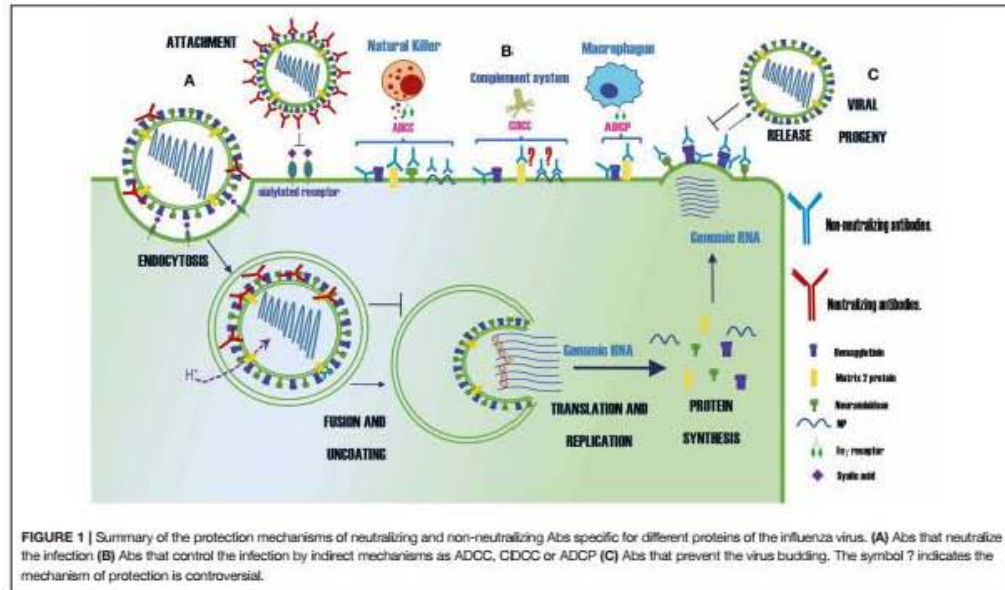 ATTACHMENT
A
Natural Killer
B
Complement system
Macrophague
C
VIRAL
PROGENY
RELEASE
ADCC
CDCC
ADCP
? ?
sialylated receptor
ENDOCYTOSIS
Genomic RNA
Non-neutralizing antibodies.
Neutralizing antibodies.
H+
Genomic RNA
FUSION AND
UNCOATING
TRANSLATION AND
REPLICATION
PROTEIN
SYNTHESIS
Hemagglutinin
Matrix 2 protein
Neuraminidase
NP
Fcγ receptor
Syalic acid
FIGURE 1 | Summary of the protection mechanisms of neutralizing and non-neutralizing Abs specific for different proteins of the influenza virus. (A) Abs that neutralize
the infection (B) Abs that control the infection by indirect mechanisms as ADCC, CDCC or ADCP (C) Abs that prevent the virus budding. The symbol ? indicates the
mechanism of protection is controversial.